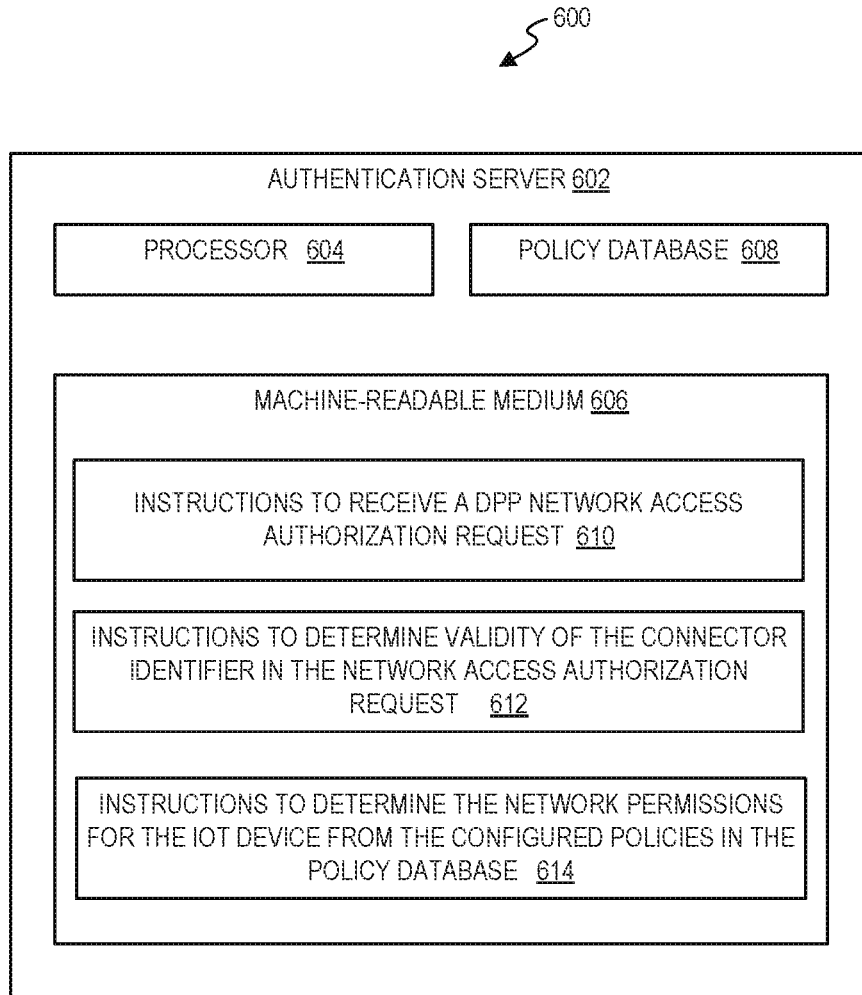 600
AUTHENTICATION SERVER 602
PROCESSOR 604
POLICY DATABASE 608
MACHINE-READABLE MEDIUM 606
INSTRUCTIONS TO RECEIVE A DPP NETWORK ACCESS
AUTHORIZATION REQUEST 610
INSTRUCTIONS TO DETERMINE VALIDITY OF THE CONNECTOR
IDENTIFIER IN THE NETWORK ACCESS AUTHORIZATION
REQUEST 612
INSTRUCTIONS TO DETERMINE THE NETWORK PERMISSIONS
FOR THE IOT DEVICE FROM THE CONFIGURED POLICIES IN THE
POLICY DATABASE 614